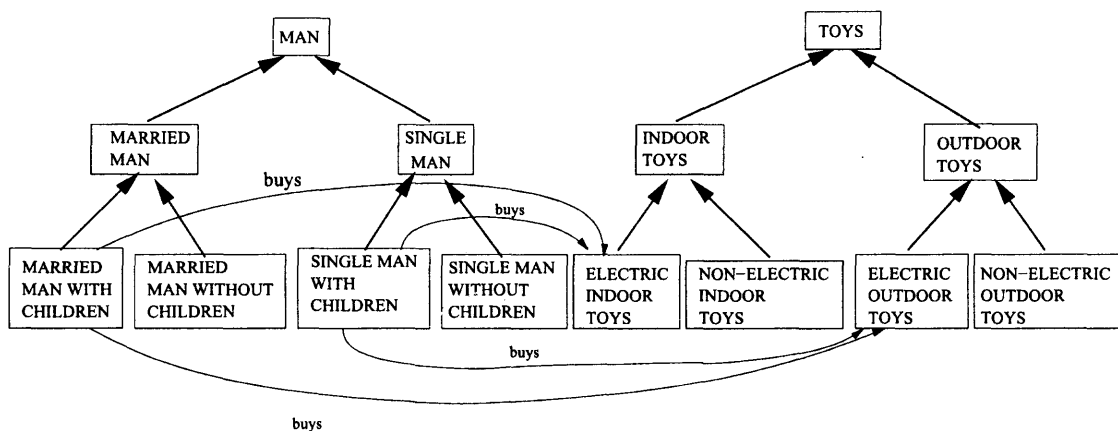 MAN
TOYS
MARRIED
MAN
SINGLE
MAN
INDOOR
TOYS
OUTDOOR
TOYS
buys
buys
MARRIED
MAN WITH
CHILDREN
MARRIED
MAN WITHOUT
CHILDREN
SINGLE MAN
WITH
CHILDREN
SINGLE MAN
WITHOUT
CHILDREN
ELECTRIC
INDOOR
TOYS
NON-ELECTRIC
INDOOR
TOYS
ELECTRIC
OUTDOOR
TOYS
NON-ELECTRIC
OUTDOOR
TOYS
buys
buys